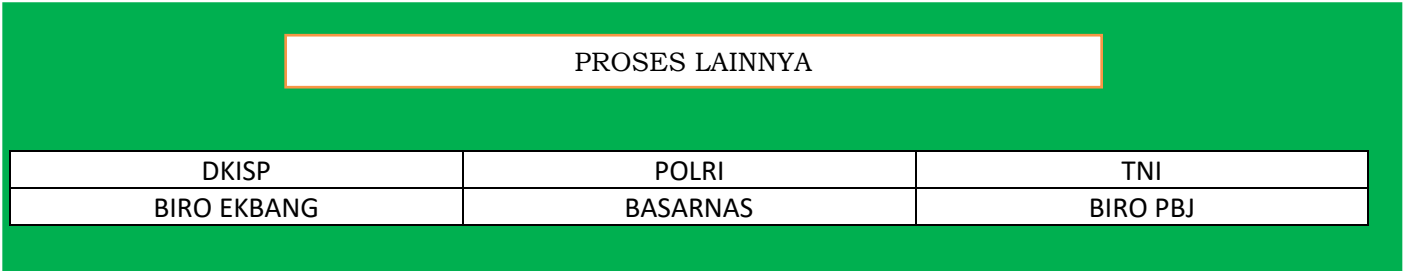 PROSES LAINNYA
DKISP POLRI TNI
BIRO EKBANG BASARNAS BIRO PBJ